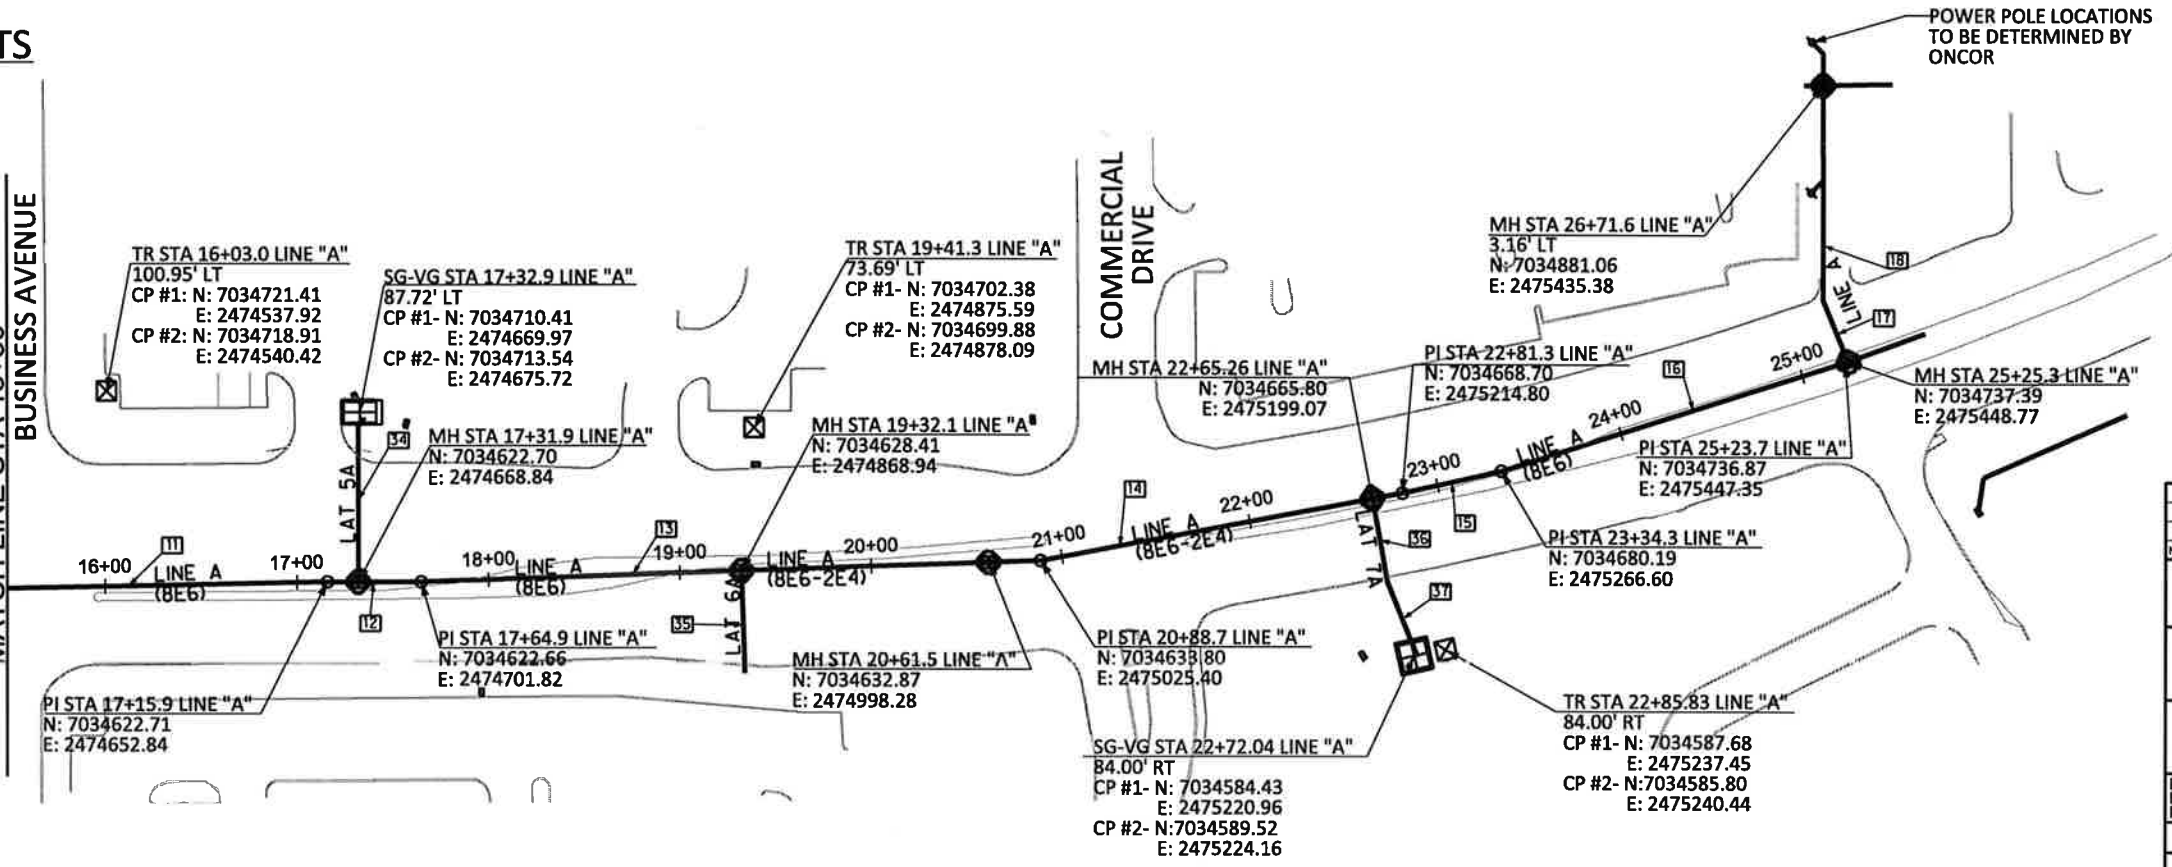 TS
POWER POLE LOCATIONS
TO BE DETERMINED BY
ONCOR
BUSINESS AVENUE
COMMERCIAL
DRIVE
TR STA 16+03.0 LINE "A"
100.95' LT
CP #1: N: 7034721.41
E: 2474537.92
CP #2: N: 7034718.91
E: 2474540.42
SG-VG STA 17+32.9 LINE "A"
87.72' LT
CP #1- N: 7034710.41
E: 2474669.97
CP #2- N: 7034713.54
E: 2474675.72
TR STA 19+41.3 LINE "A"
73.69' LT
CP #1- N: 7034702.38
E: 2474875.59
CP #2- N: 7034699.88
E: 2474878.09
MH STA 26+71.6 LINE "A"
3.16' LT
N: 7034881.06
E: 2475435.38
MH STA 22+65.26 LINE "A"
N: 7034665.80
E: 2475199.07
PI STA 22+81.3 LINE "A"
N: 7034668.70
E: 2475214.80
MH STA 25+25.3 LINE "A"
N: 7034737.39
E: 2475448.77
MH STA 17+31.9 LINE "A"
N: 7034622.70
E: 2474668.84
MH STA 19+32.1 LINE "A"
N: 7034628.41
E: 2474868.94
PI STA 25+23.7 LINE "A"
N: 7034736.87
E: 2475447.35
PI STA 23+34.3 LINE "A"
N: 7034680.19
E: 2475266.60
16+00
17+00
18+00
19+00
20+00
21+00
22+00
23+00
24+00
25+00
11
12
13
14
15
16
17
18
34
35
36
37
LINE A
(8E6)
LINE A
(8E6)
LINE A
(8E6-2E4)
LINE A
(8E6-2E4)
LINE A
(8E6)
LINE A
LAT 5A
LAT 6A
LAT 7A
PI STA 17+15.9 LINE "A"
N: 7034622.71
E: 2474652.84
PI STA 17+64.9 LINE "A"
N: 7034622.66
E: 2474701.82
MH STA 20+61.5 LINE "A"
N: 7034632.87
E: 2474998.28
PI STA 20+88.7 LINE "A"
N: 7034633.80
E: 2475025.40
SG-VG STA 22+72.04 LINE "A"
84.00' RT
CP #1- N: 7034584.43
E: 2475220.96
CP #2- N:7034589.52
E: 2475224.16
TR STA 22+85.83 LINE "A"
84.00' RT
CP #1- N: 7034587.68
E: 2475237.45
CP #2- N:7034585.80
E: 2475240.44